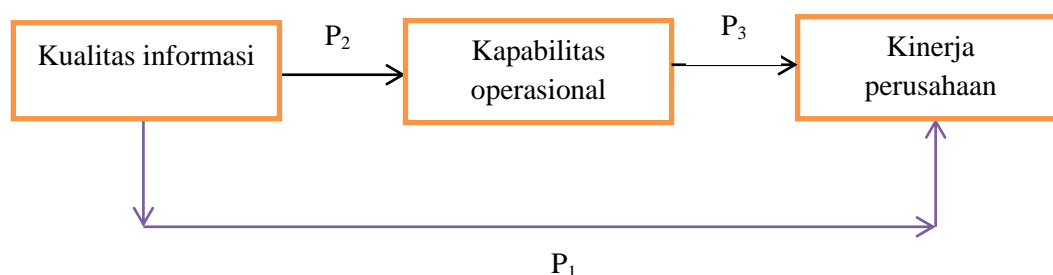 P₂
P₃
Kualitas informasi
Kapabilitas
operasional
Kinerja
perusahaan
P₁